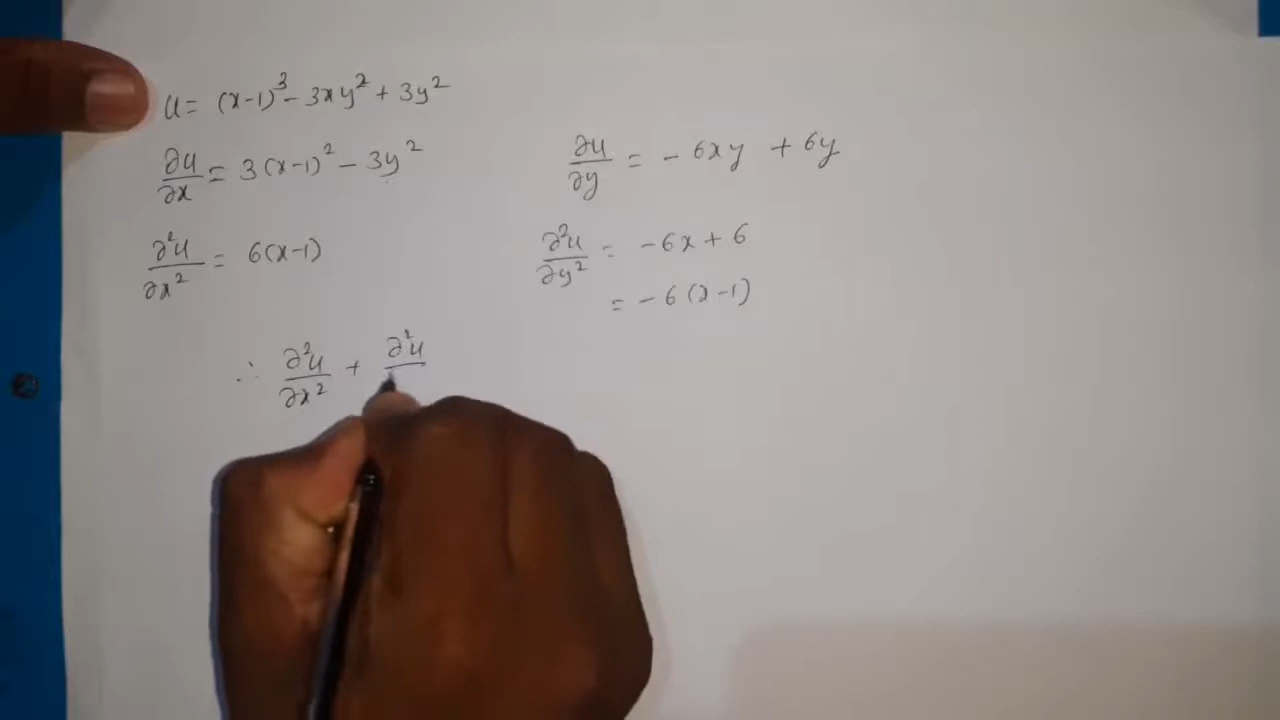 u = (x-1)³ - 3xy² + 3y²
∂u/∂x = 3(x-1)² - 3y²
∂u/∂y = - 6xy + 6y
∂²u/∂x² = 6(x-1)
∂²u/∂y² = -6x + 6
= -6(x-1)
∴ ∂²u/∂x² + ∂²u/